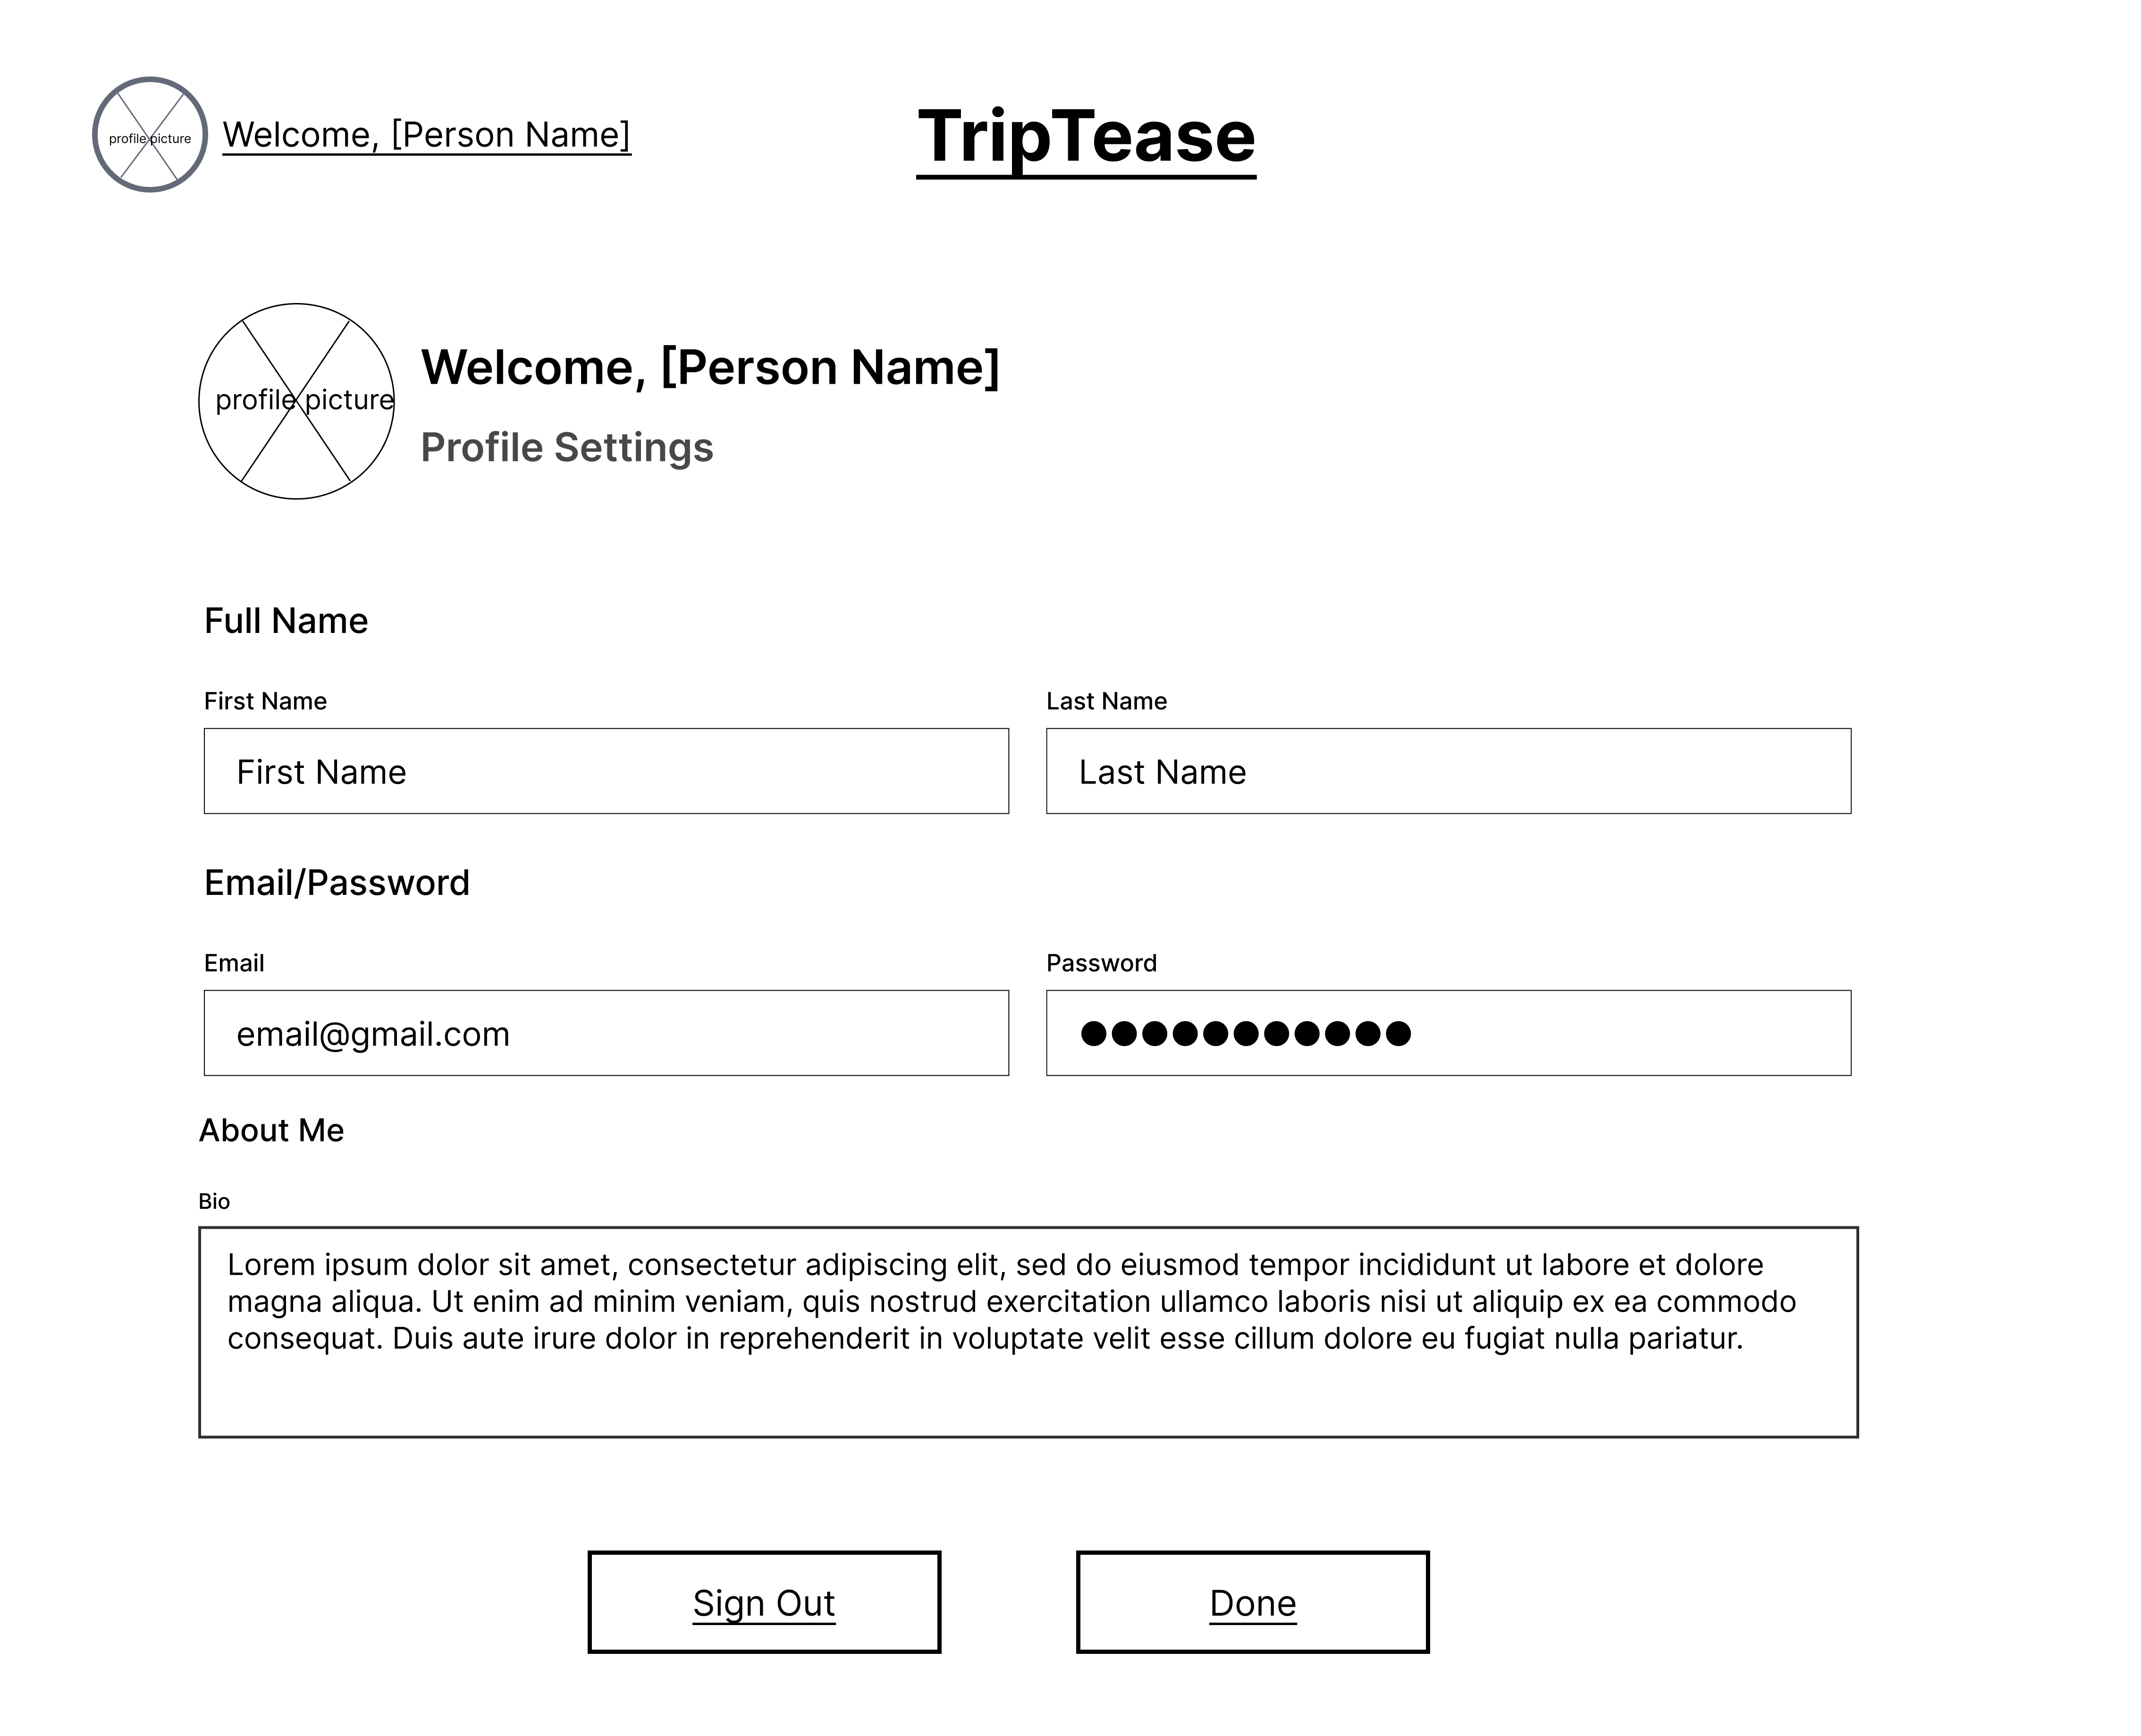 profile picture
Welcome, [Person Name]
TripTease
profile picture
Welcome, [Person Name]
Profile Settings
Full Name
First Name
Last Name
First Name
Last Name
Email/Password
Email
Password
email@gmail.com
●●●●●●●●●●●
About Me
Bio
Lorem ipsum dolor sit amet, consectetur adipiscing elit, sed do eiusmod tempor incididunt ut labore et dolore
magna aliqua. Ut enim ad minim veniam, quis nostrud exercitation ullamco laboris nisi ut aliquip ex ea commodo
consequat. Duis aute irure dolor in reprehenderit in voluptate velit esse cillum dolore eu fugiat nulla pariatur.
Sign Out
Done